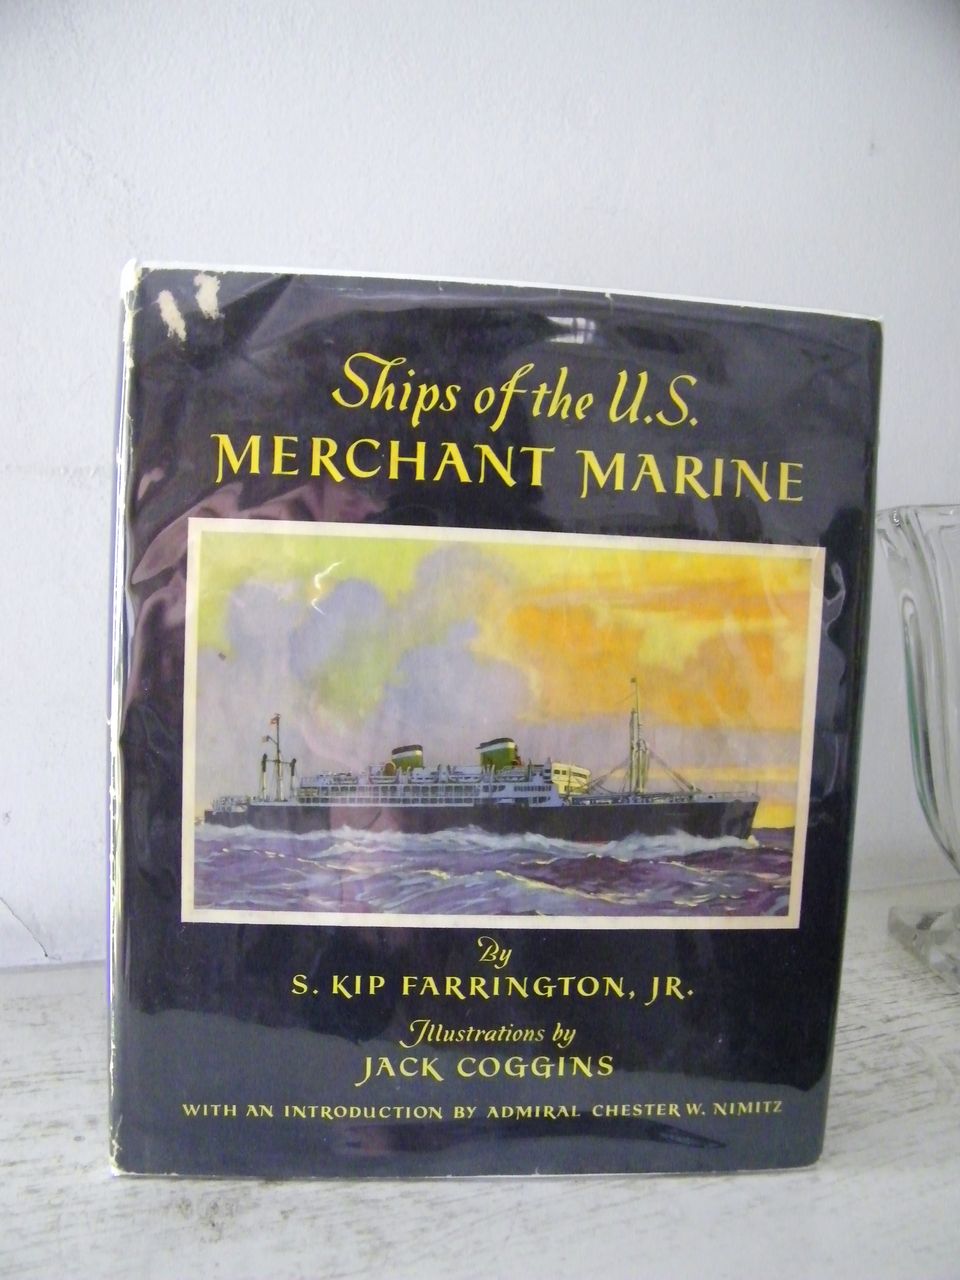 Ships of the U.S.
MERCHANT MARINE
By
S. KIP FARRINGTON, JR.
Illustrations by
JACK COGGINS
WITH AN INTRODUCTION BY ADMIRAL CHESTER W. NIMITZ